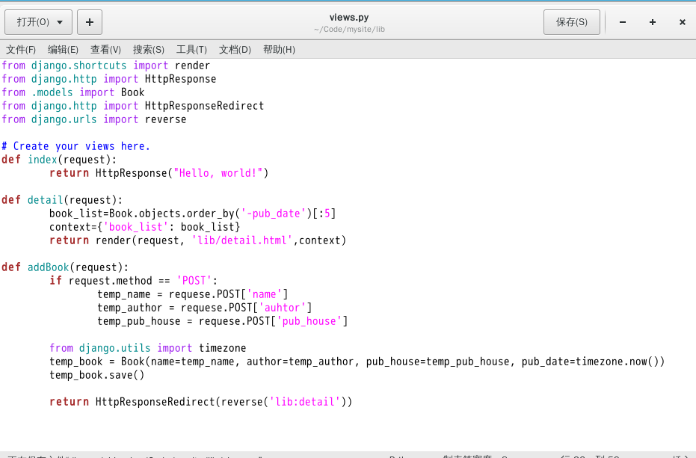 打开(O)
+
views.py
~/Code/mysite/lib
保存(S)
文件(F) 编辑(E) 查看(V) 搜索(S) 工具(T) 文档(D) 帮助(H)
from django.shortcuts import render
from django.http import HttpResponse
from .models import Book
from django.http import HttpResponseRedirect
from django.urls import reverse
# Create your views here.
def index(request):
return HttpResponse("Hello, world!")
def detail(request):
book_list=Book.objects.order_by('-pub_date')[:5]
context={'book_list': book_list}
return render(request, 'lib/detail.html',context)
def addBook(request):
if request.method == 'POST':
temp_name = requese.POST['name']
temp_author = requese.POST['auhtor']
temp_pub_house = requese.POST['pub_house']
from django.utils import timezone
temp_book = Book(name=temp_name, author=temp_author, pub_house=temp_pub_house, pub_date=timezone.now())
temp_book.save()
return HttpResponseRedirect(reverse('lib:detail'))